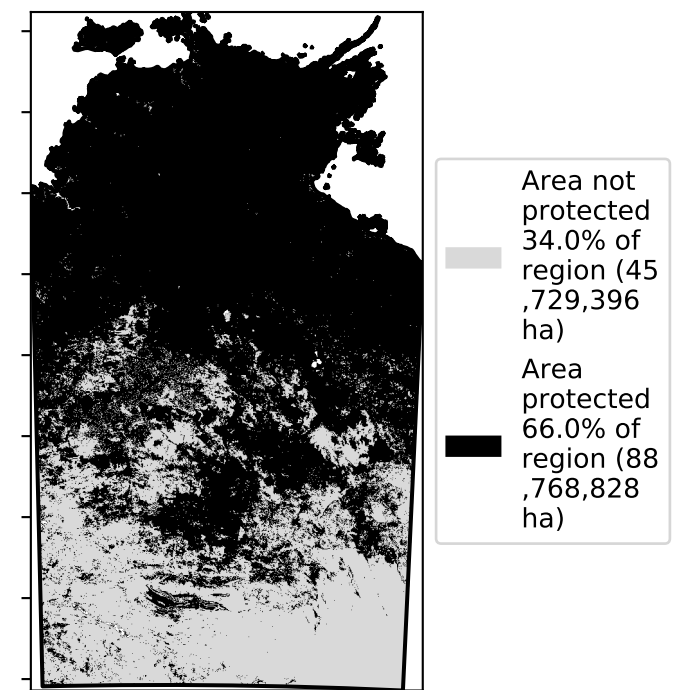 Area not
protected
34.0% of
region (45
,729,396
ha)
Area
protected
66.0% of
region (88
,768,828
ha)